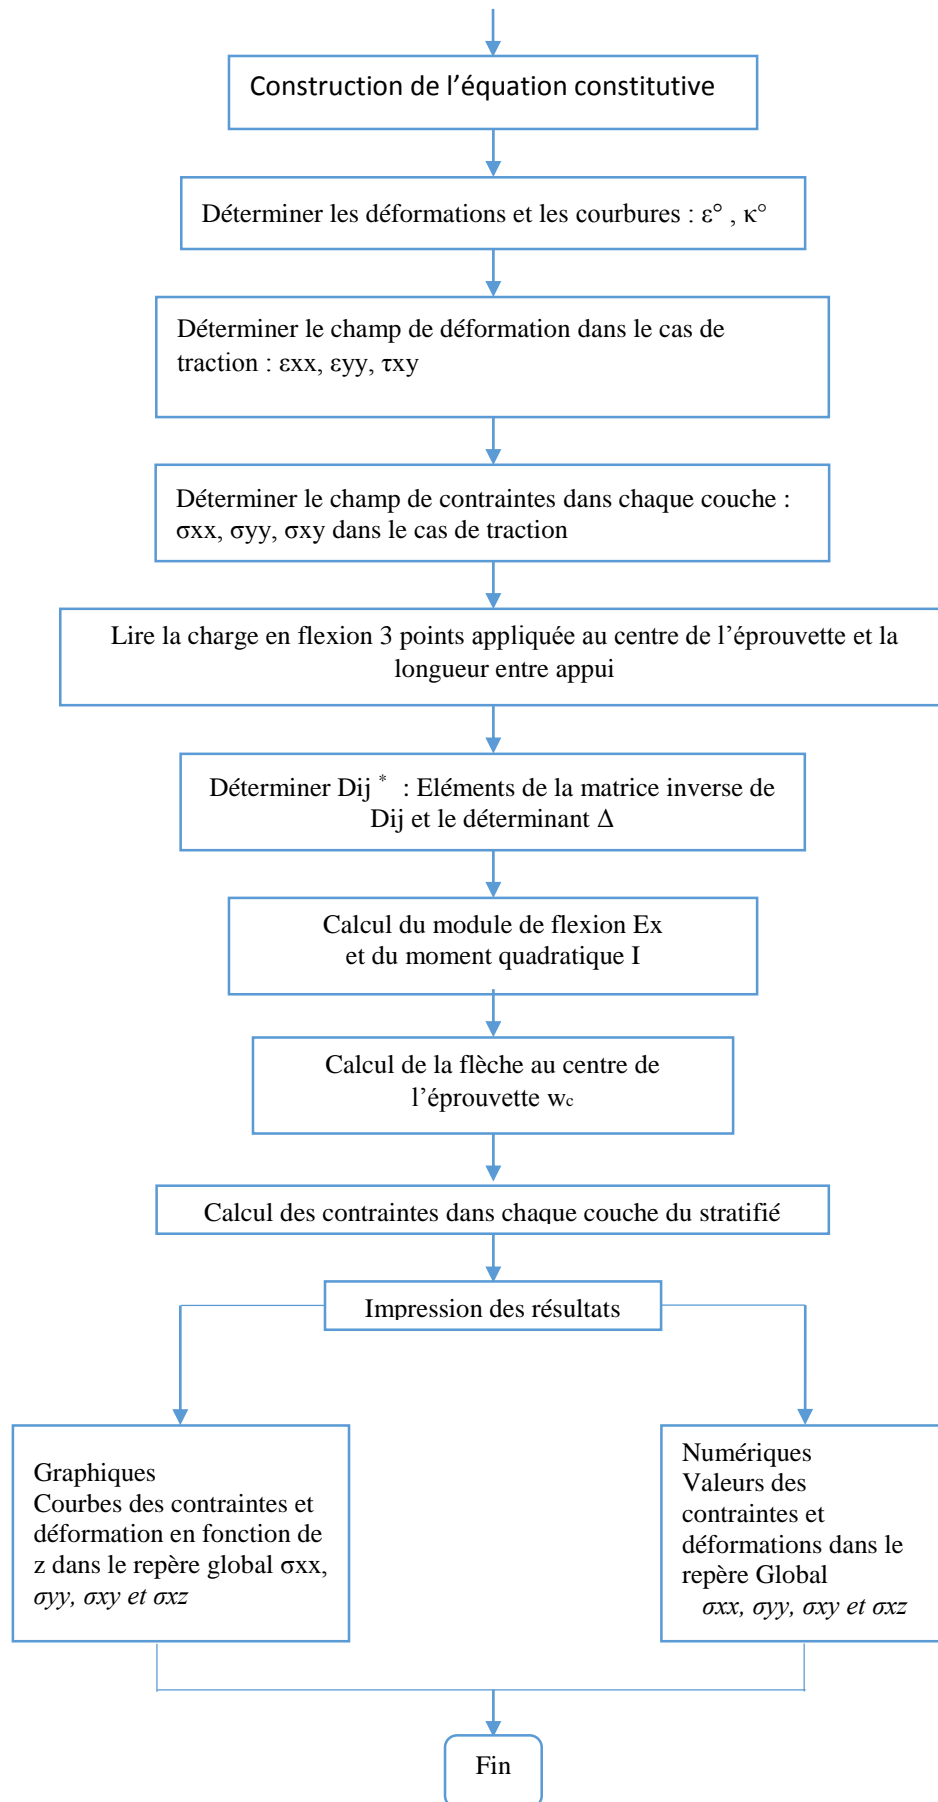 Construction de l’équation constitutive
Déterminer les déformations et les courbures : ε° , κ°
Déterminer le champ de déformation dans le cas de
traction : εxx, εyy, τxy
Déterminer le champ de contraintes dans chaque couche :
σxx, σyy, σxy dans le cas de traction
Lire la charge en flexion 3 points appliquée au centre de l’éprouvette et la
longueur entre appui
Déterminer Dij * : Eléments de la matrice inverse de
Dij et le déterminant Δ
Calcul du module de flexion Ex
et du moment quadratique I
Calcul de la flèche au centre de
l’éprouvette wc
Calcul des contraintes dans chaque couche du stratifié
Impression des résultats
Graphiques
Courbes des contraintes et
déformation en fonction de
z dans le repère global σxx,
σyy, σxy et σxz
Numériques
Valeurs des
contraintes et
déformations dans le
repère Global
σxx, σyy, σxy et σxz
Fin